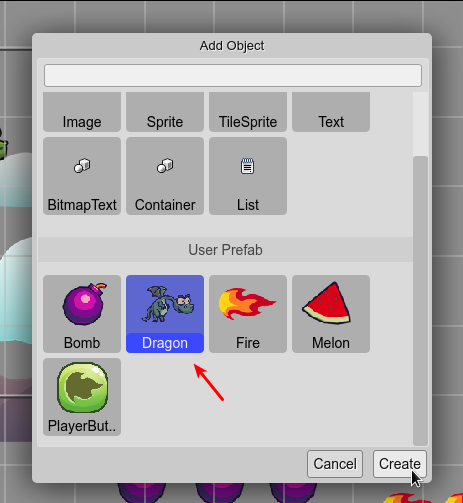 Add Object
Image Sprite TileSprite Text
BitmapText Container List
User Prefab
Bomb Dragon Fire Melon
PlayerBut..
Cancel Create